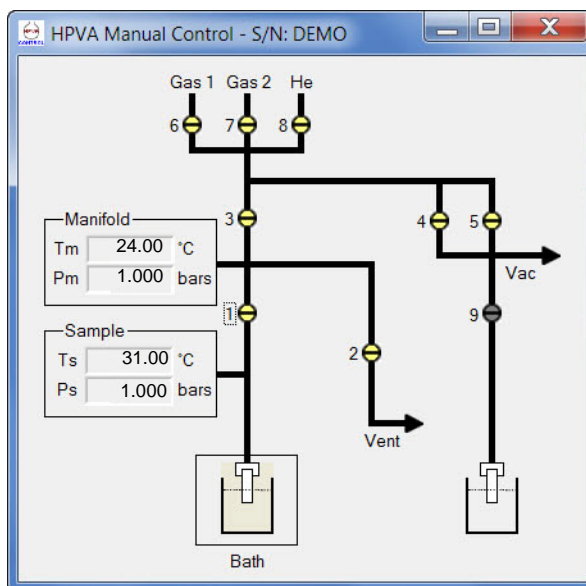 HPVA Manual Control - S/N: DEMO
Gas 1 Gas 2 He
6 7 8
3 4 5
Manifold
Tm 24.00 °C
Pm 1.000 bars
Vac
1 9
Sample
Ts 31.00 °C
Ps 1.000 bars
2
Vent
Bath